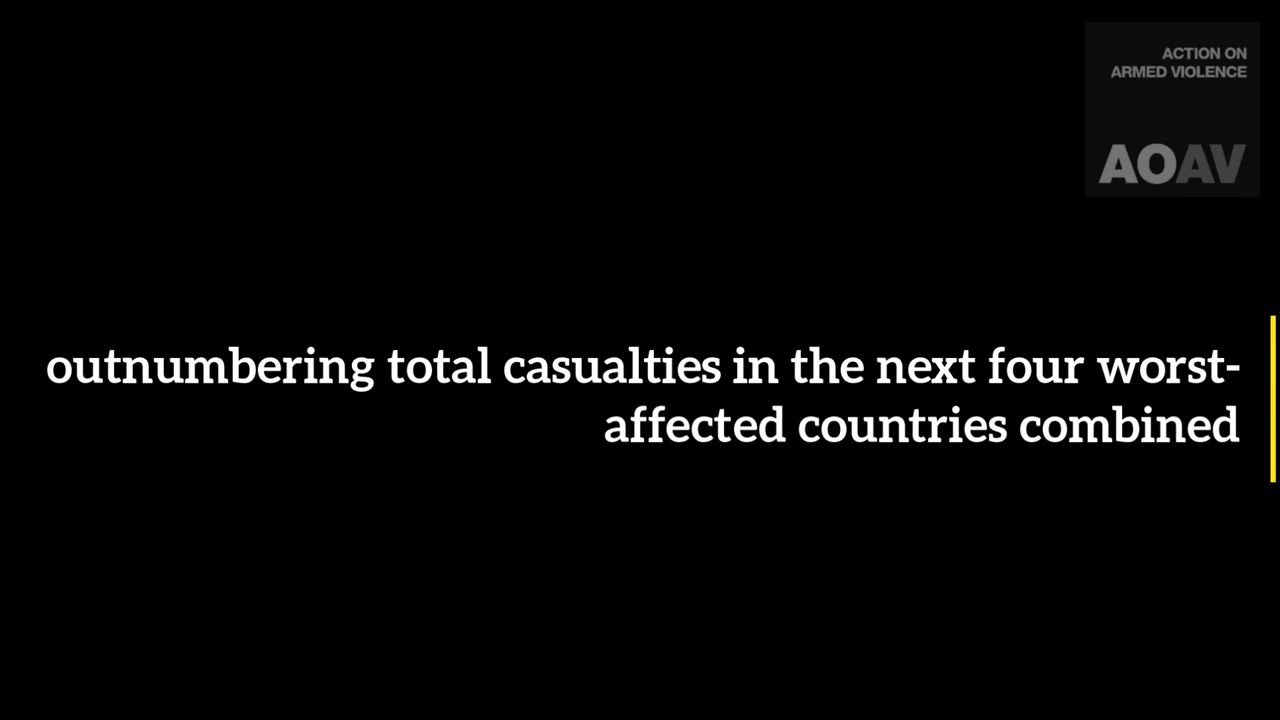 ACTION ON
ARMED VIOLENCE
AOAV
outnumbering total casualties in the next four worst-
affected countries combined